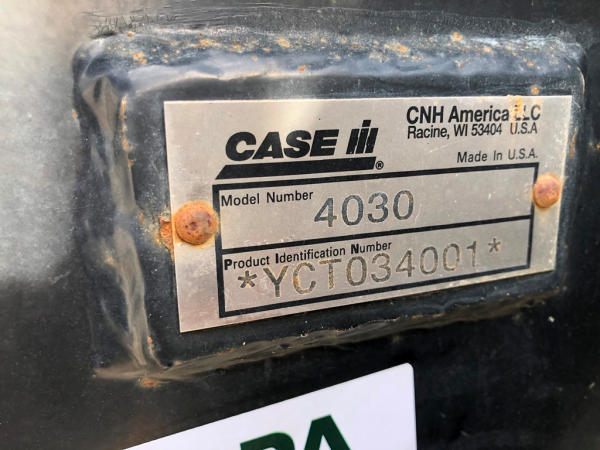 CASE IH ®
CNH America LLC
Racine, WI 53404 U.S.A
Made In U.S.A.
Model Number
4030
Product Identification Number
*YCT034001*